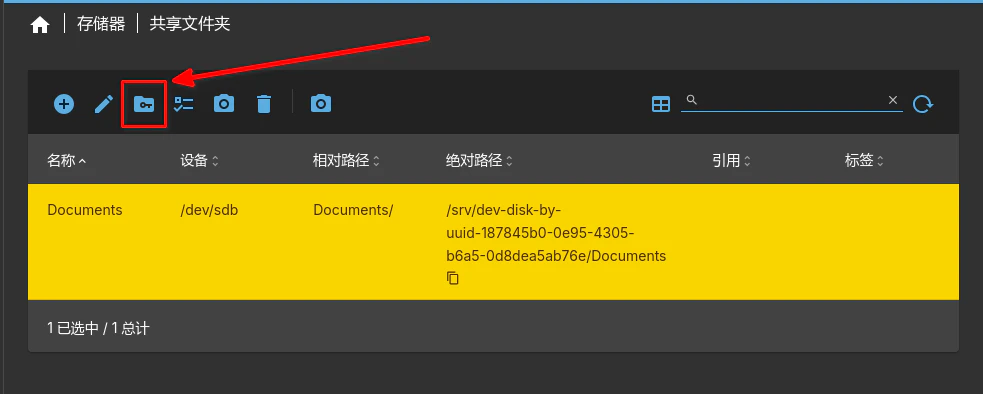 存储器 共享文件夹
名称 设备 相对路径 绝对路径 引用 标签
Documents /dev/sdb Documents/ /srv/dev-disk-by-
uuid-187845b0-0e95-4305-
b6a5-0d8dea5ab76e/Documents
1 已选中 / 1 总计